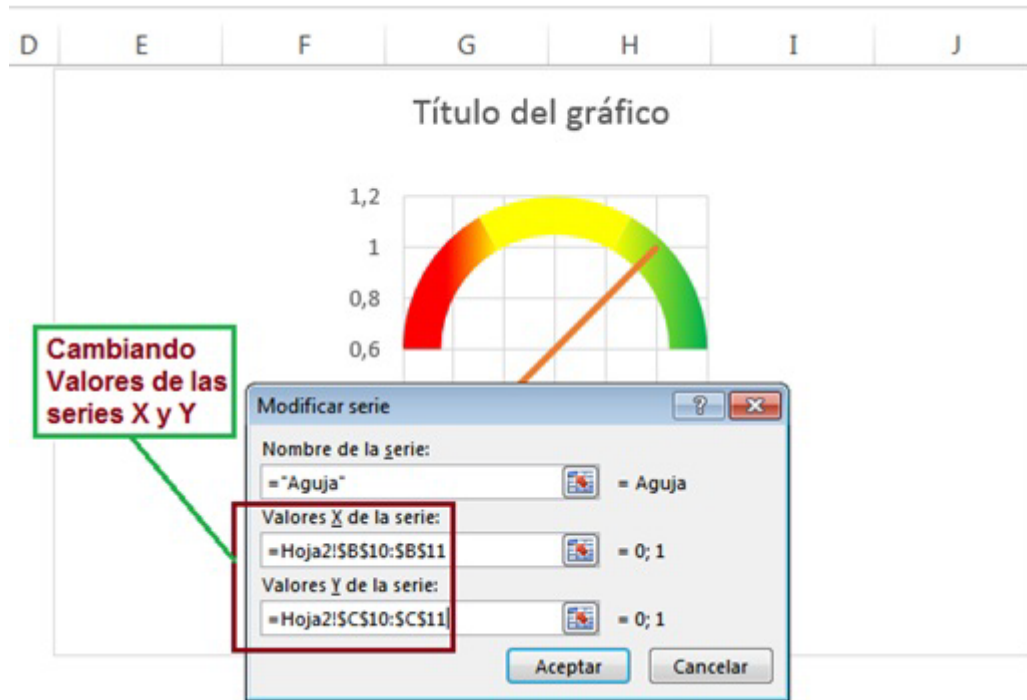 D E F G H I J
Título del gráfico
1,2
1
0,8
0,6
Cambiando
Valores de las
series X y Y
Modificar serie
Nombre de la serie:
="Aguja" = Aguja
Valores X de la serie:
=Hoja2!$B$10:$B$11 = 0; 1
Valores Y de la serie:
=Hoja2!$C$10:$C$11 = 0; 1
Aceptar Cancelar